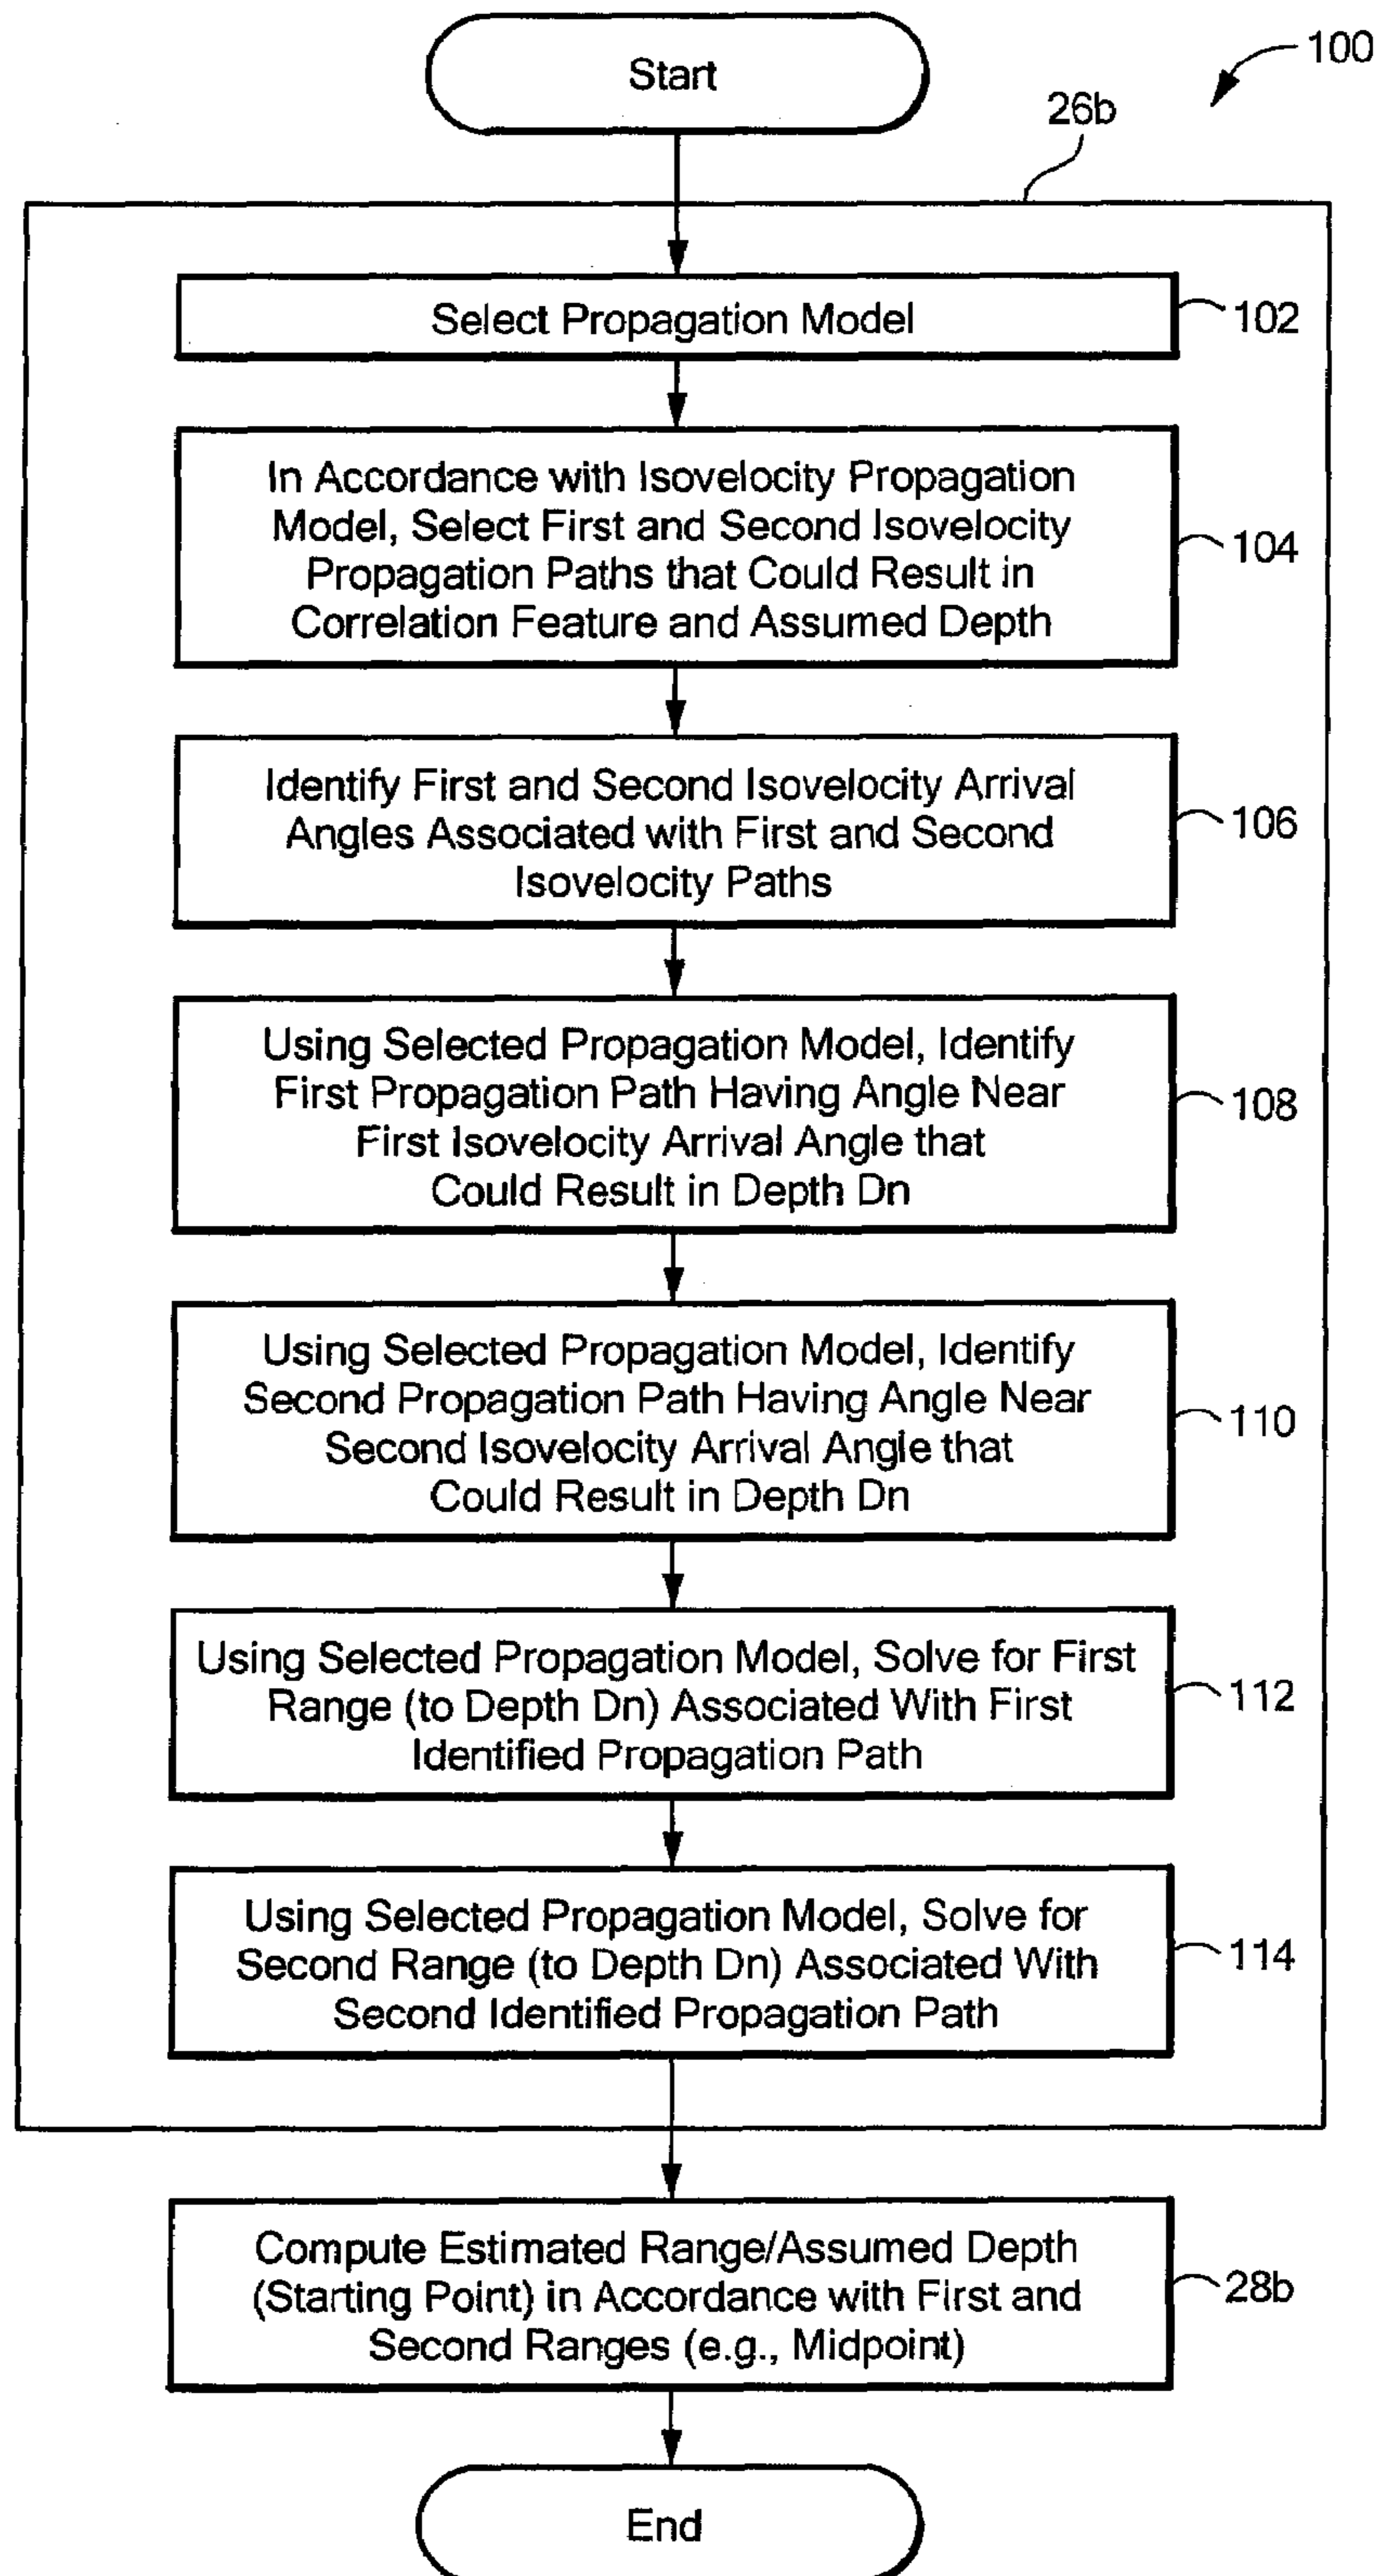 Start
100
26b
Select Propagation Model
102
In Accordance with Isovelocity Propagation
Model, Select First and Second Isovelocity
Propagation Paths that Could Result in
Correlation Feature and Assumed Depth
104
Identify First and Second Isovelocity Arrival
Angles Associated with First and Second
Isovelocity Paths
106
Using Selected Propagation Model, Identify
First Propagation Path Having Angle Near
First Isovelocity Arrival Angle that
Could Result in Depth Dn
108
Using Selected Propagation Model, Identify
Second Propagation Path Having Angle Near
Second Isovelocity Arrival Angle that
Could Result in Depth Dn
110
Using Selected Propagation Model, Solve for First
Range (to Depth Dn) Associated With First
Identified Propagation Path
112
Using Selected Propagation Model, Solve for
Second Range (to Depth Dn) Associated With
Second Identified Propagation Path
114
Compute Estimated Range/Assumed Depth
(Starting Point) in Accordance with First and
Second Ranges (e.g., Midpoint)
28b
End